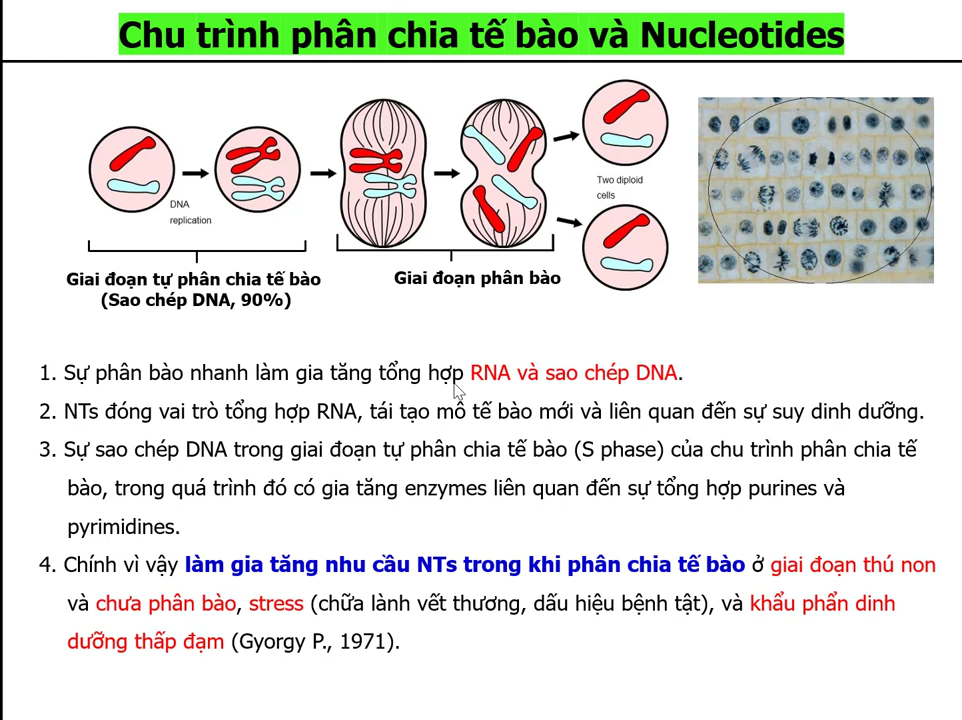 Chu trình phân chia tế bào và Nucleotides
DNA
replication
Two diploid
cells
Giai đoạn tự phân chia tế bào
(Sao chép DNA, 90%)
Giai đoạn phân bào
1. Sự phân bào nhanh làm gia tăng tổng hợp RNA và sao chép DNA.
2. NTs đóng vai trò tổng hợp RNA, tái tạo mô tế bào mới và liên quan đến sự suy dinh dưỡng.
3. Sự sao chép DNA trong giai đoạn tự phân chia tế bào (S phase) của chu trình phân chia tế
bào, trong quá trình đó có gia tăng enzymes liên quan đến sự tổng hợp purines và
pyrimidines.
4. Chính vì vậy làm gia tăng nhu cầu NTs trong khi phân chia tế bào ở giai đoạn thú non
và chưa phân bào, stress (chữa lành vết thương, dấu hiệu bệnh tật), và khẩu phẩn dinh
dưỡng thấp đạm (Gyorgy P., 1971).